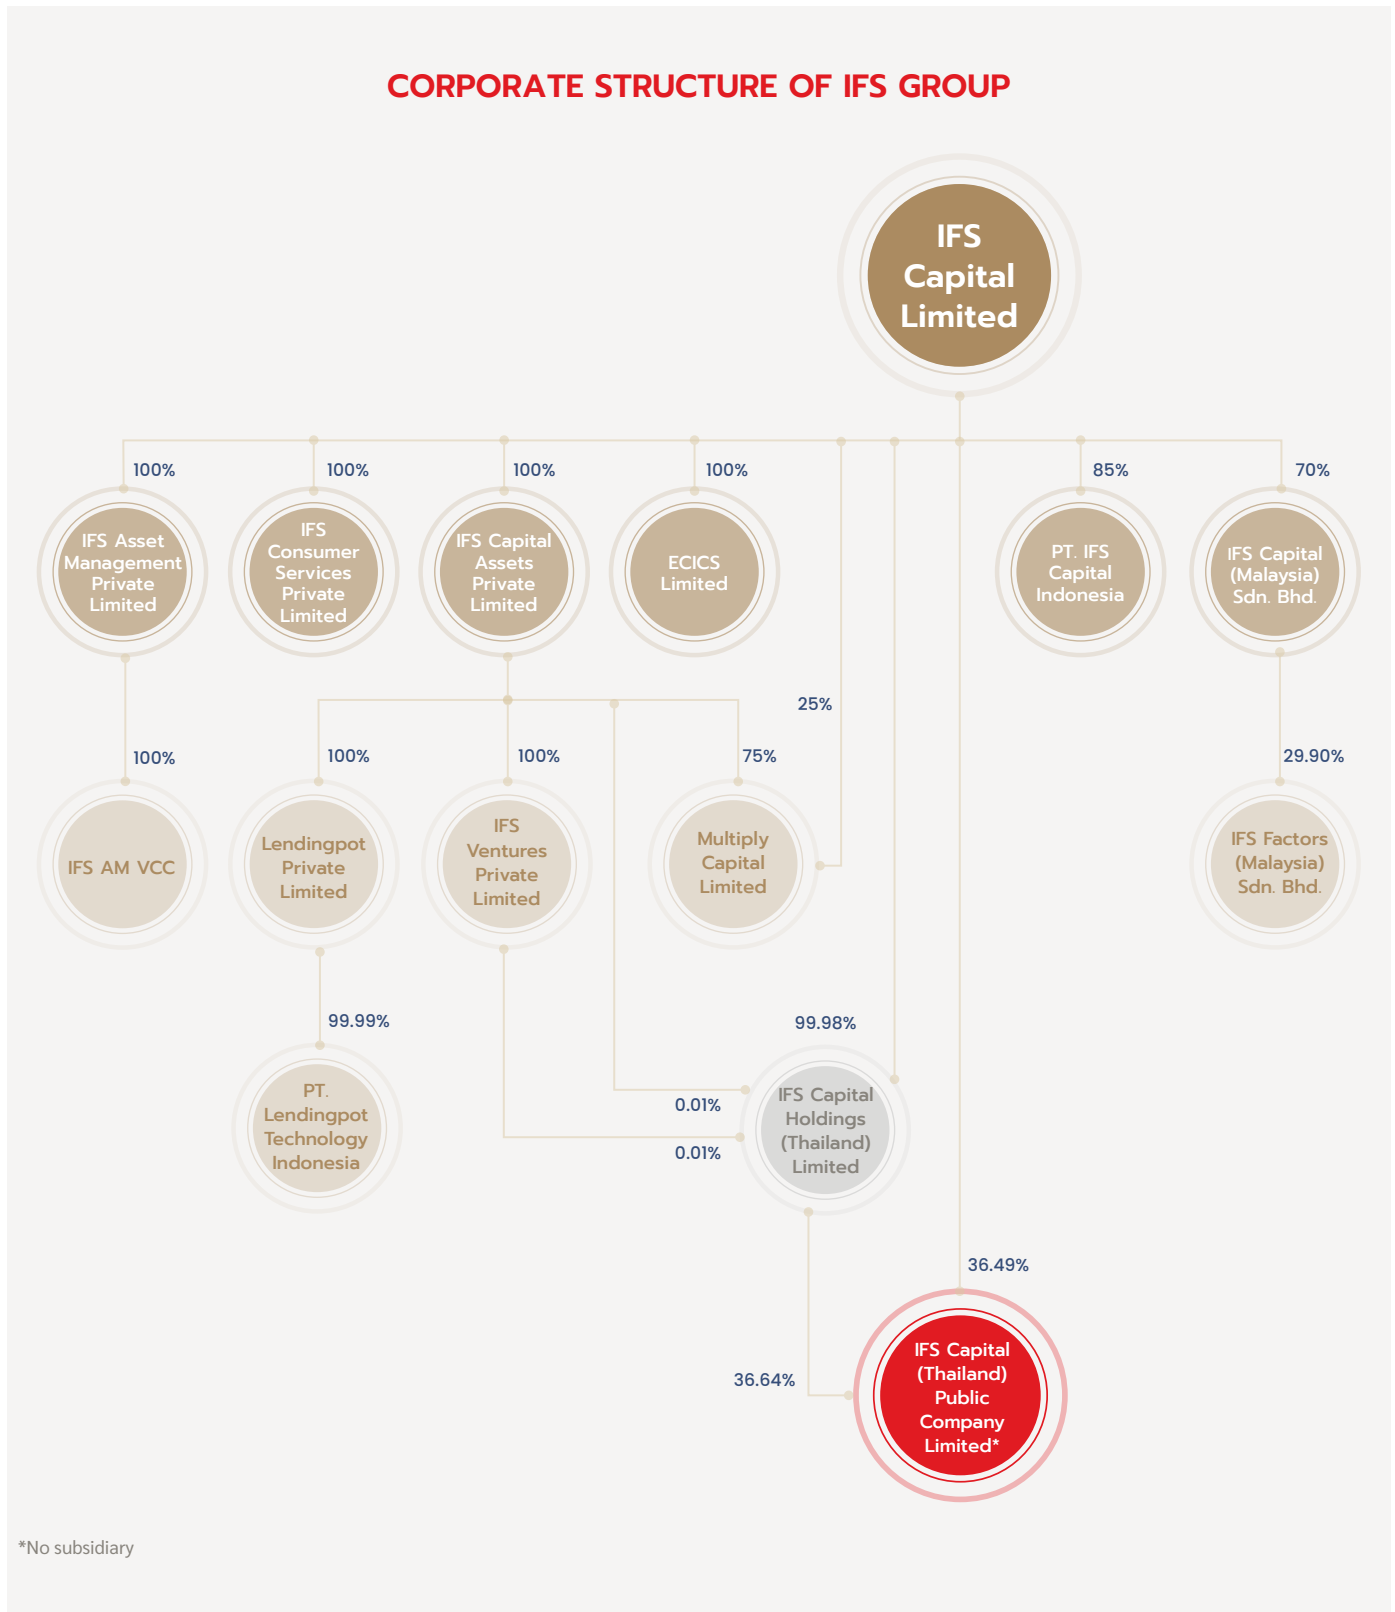 CORPORATE STRUCTURE OF IFS GROUP
IFS
Capital
Limited
100%
100%
100%
100%
85%
70%
IFS Asset
Management
Private
Limited
IFS
Consumer
Services
Private
Limited
IFS Capital
Assets
Private
Limited
ECICS
Limited
PT. IFS
Capital
Indonesia
IFS Capital
(Malaysia)
Sdn. Bhd.
25%
100%
100%
100%
75%
29.90%
IFS AM VCC
Lendingpot
Private
Limited
IFS
Ventures
Private
Limited
Multiply
Capital
Limited
IFS Factors
(Malaysia)
Sdn. Bhd.
99.99%
99.98%
PT.
Lendingpot
Technology
Indonesia
0.01%
0.01%
IFS Capital
Holdings
(Thailand)
Limited
36.49%
36.64%
IFS Capital
(Thailand)
Public
Company
Limited*
*No subsidiary